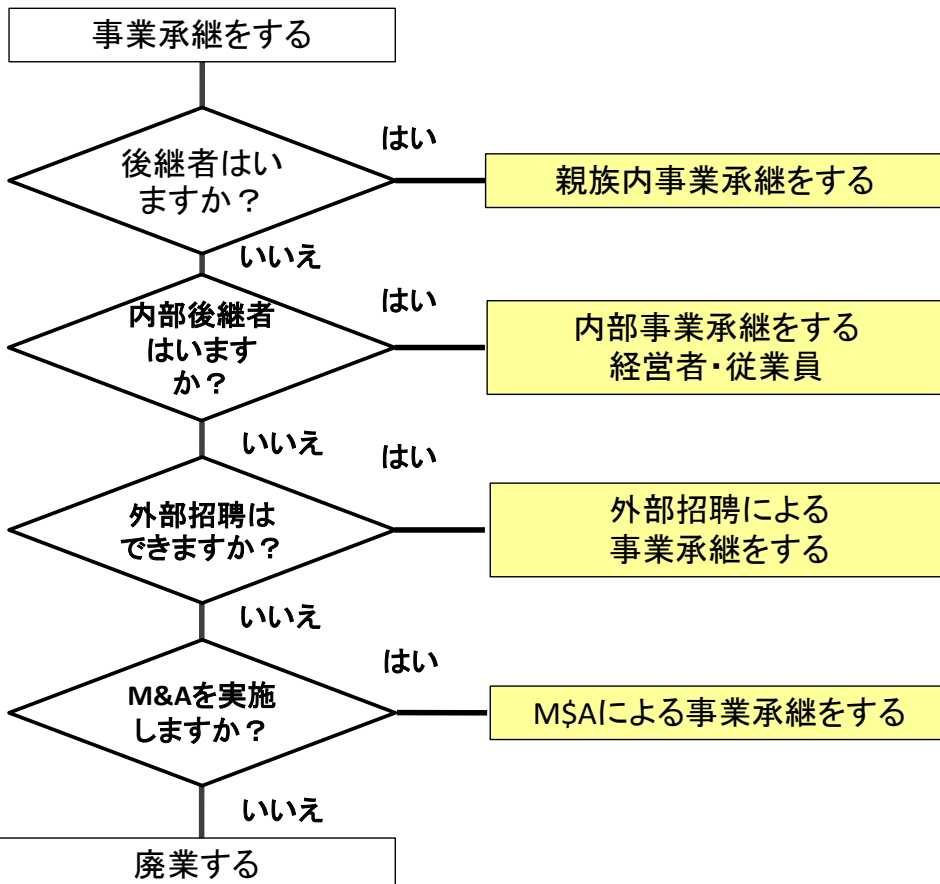 事業承継をする
はい
後継者はい
ますか？
親族内事業承継をする
いいえ
はい
内部後継者
はいます
か？
内部事業承継をする
経営者・従業員
いいえ
はい
外部招聘は
できますか？
外部招聘による
事業承継をする
いいえ
はい
M&Aを実施
しますか？
M$Aによる事業承継をする
いいえ
廃業する